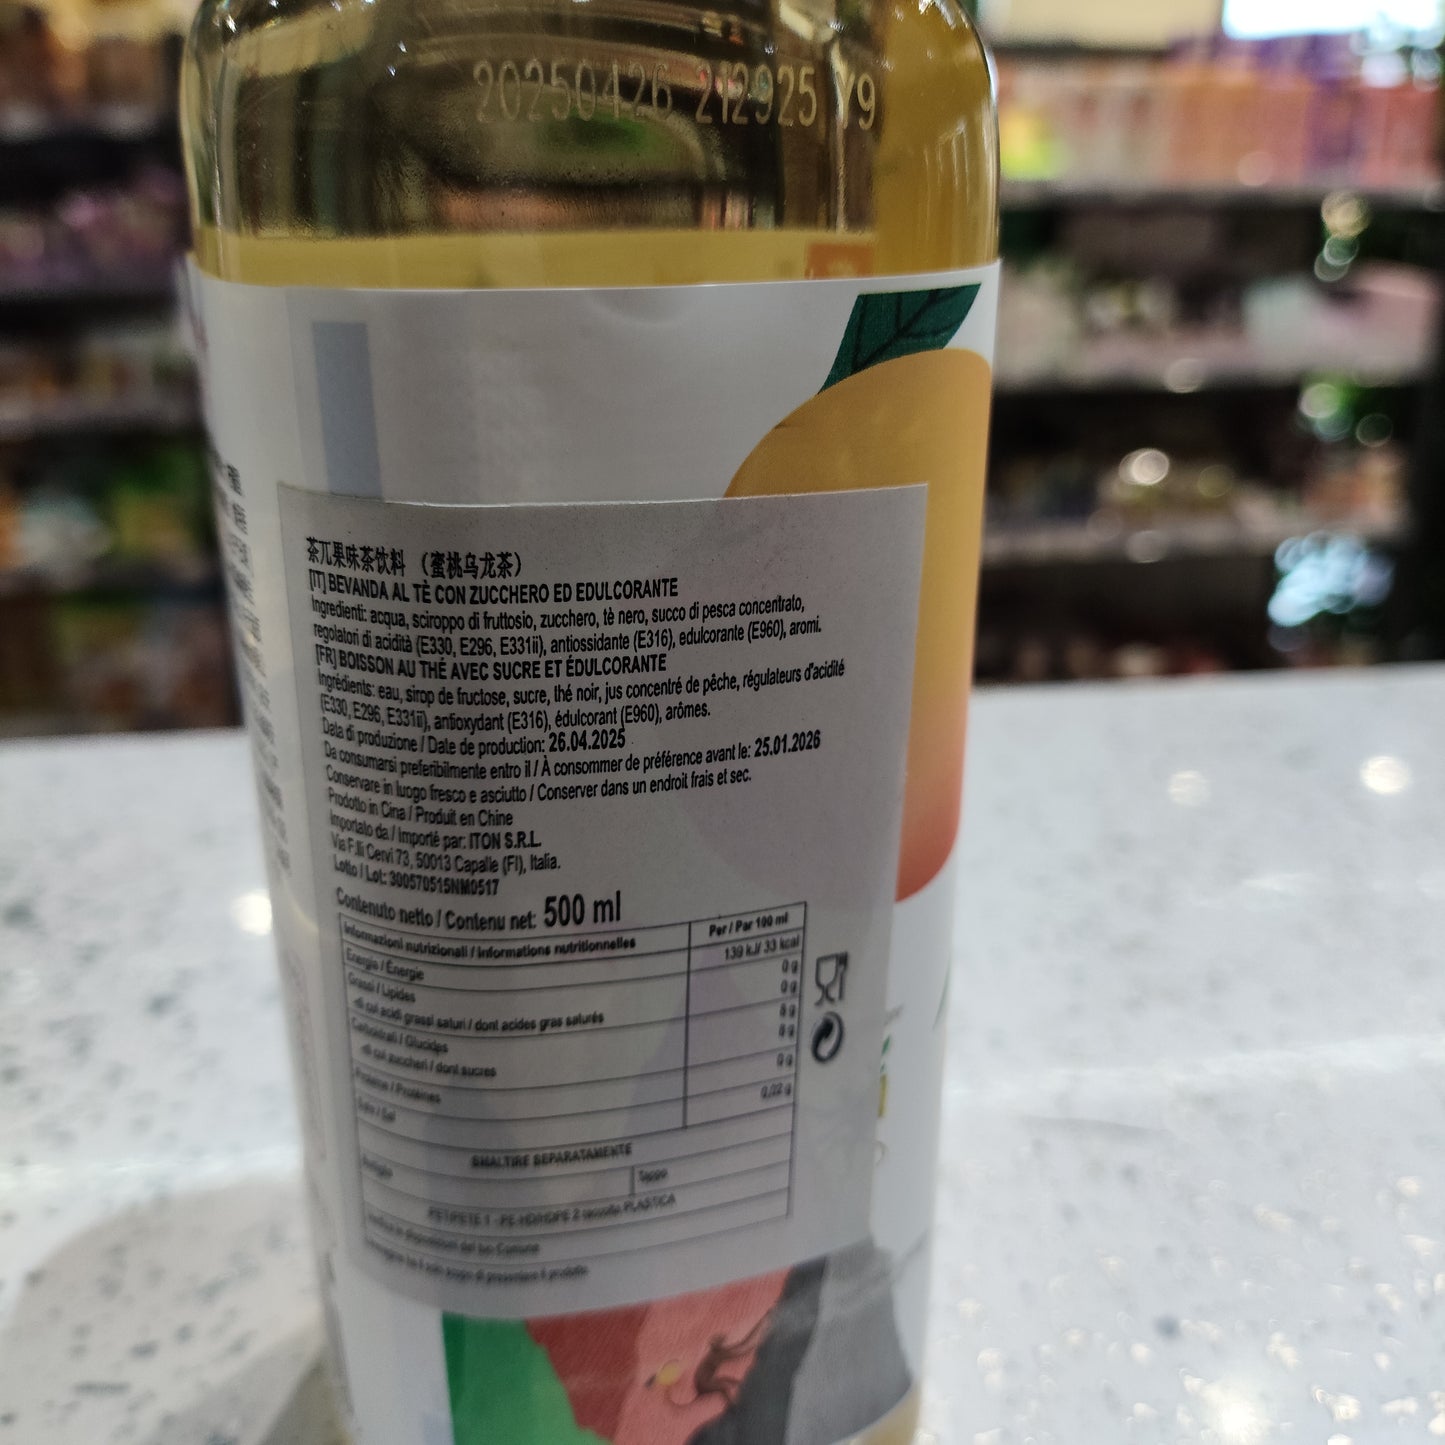 20250426 212925 Y9
茶兀果味茶饮料 （蜜桃乌龙茶）
[IT] BEVANDA AL TÈ CON ZUCCHERO ED EDULCORANTE
Ingredienti: acqua, sciroppo di fruttosio, zucchero, tè nero, succo di pesca concentrato,
regolatori di acidità (E330, E296, E331ii), antiossidante (E316), edulcorante (E960), aromi.
[FR] BOISSON AU THÉ AVEC SUCRE ET ÉDULCORANTE
Ingrédients: eau, sirop de fructose, sucre, thé noir, jus concentré de pêche, régulateurs d'acidité
(E330, E296, E331ii), antioxydant (E316), édulcorant (E960), arômes.
Data di produzione / Date de production: 26.04.2025
Da consumarsi preferibilmente entro il / À consommer de préférence avant le: 25.01.2026
Conservare in luogo fresco e asciutto / Conserver dans un endroit frais et sec.
Prodotto in Cina / Produit en Chine
Importato da / Importé par: ITON S.R.L.
Via F.lli Cervi 73, 50013 Capalle (FI), Italia.
Lotto / Lot: 300570515NM0517
Contenuto netto / Contenu net: 500 ml
Informazioni nutrizionali / Informations nutritionnelles Per / Par 100 ml
Energia / Énergie 139 kJ/ 33 kcal
Grassi / Lipides 0 g
-di cui acidi grassi saturi / dont acides gras saturés 0 g
Carboidrati / Glucides 8 g
-di cui zuccheri / dont sucres 8 g
Proteine / Protéines 0 g
Sale / Sel 0,02 g
SMALTIRE SEPARATAMENTE
Tappo
raccolta PLASTICA